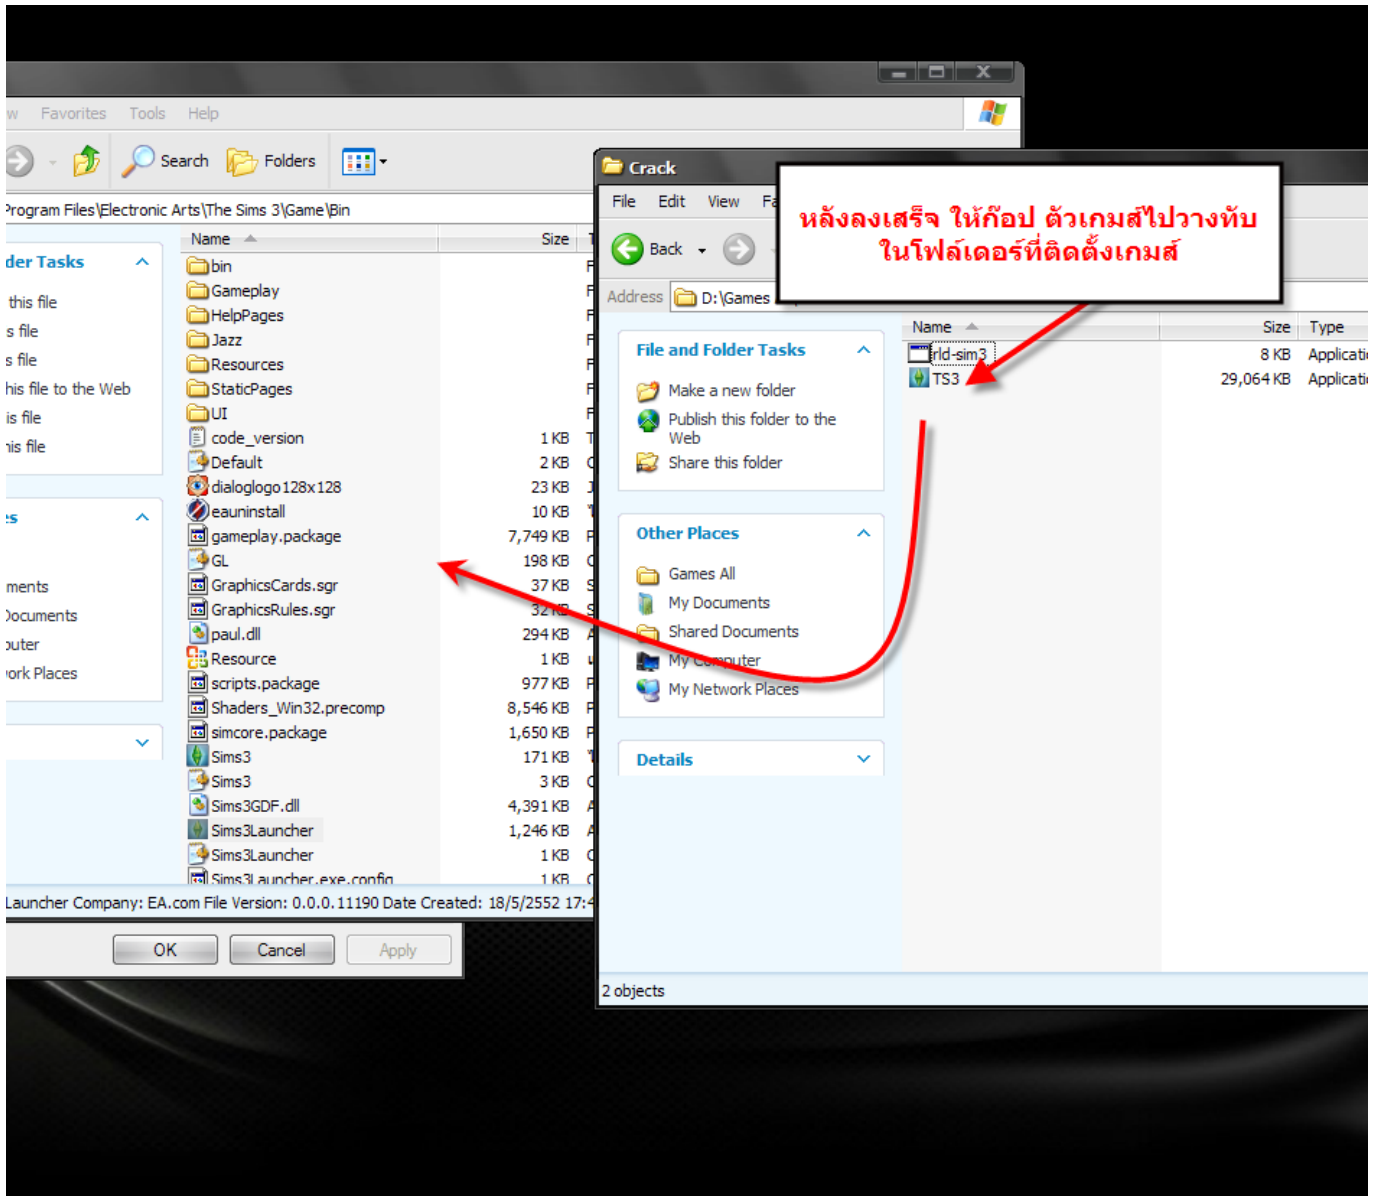 w Favorites Tools Help
Search Folders
Program Files\Electronic Arts\The Sims 3\Game\Bin
der Tasks
this file
s file
s file
his file to the Web
is file
his file
es
ments
Documents
puter
ork Places
Name Size
bin
Gameplay
HelpPages
Jazz
Resources
StaticPages
UI
code_version 1 KB
Default 2 KB
dialoglogo128x128 23 KB
eauninstall 10 KB
gameplay.package 7,749 KB
GL 198 KB
GraphicsCards.sgr 37 KB
GraphicsRules.sgr 32 KB
paul.dll 294 KB
Resource 1 KB
scripts.package 977 KB
Shaders_Win32.precomp 8,546 KB
simcore.package 1,650 KB
Sims3 171 KB
Sims3 3 KB
Sims3GDF.dll 4,391 KB
Sims3Launcher 1,246 KB
Sims3Launcher 1 KB
Sims3Launcher.exe.config 1 KB
Launcher Company: EA.com File Version: 0.0.0.11190 Date Created: 18/5/2552 17:4
OK Cancel Apply
Crack
File Edit View Fa
หลังลงเสร็จ ให้ก๊อป ตัวเกมส์ไปวางทับ
ในโฟล์เดอร์ที่ติดตั้งเกมส์
Back
Address D:\Games
File and Folder Tasks
Make a new folder
Publish this folder to the
Web
Share this folder
Other Places
Games All
My Documents
Shared Documents
My Computer
My Network Places
Details
Name Size Type
rld-sim3 8 KB Applicati
TS3 29,064 KB Applicati
2 objects